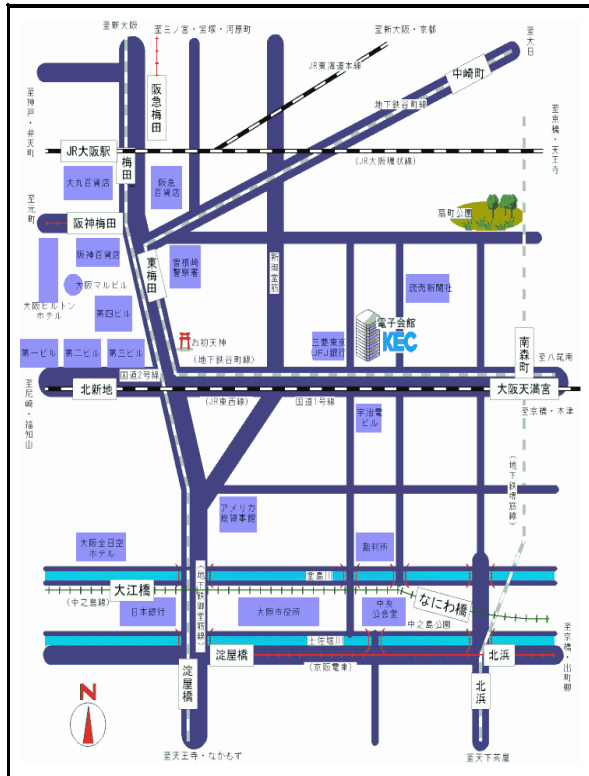 至新大阪
至三ノ宮・宝塚・河原町
至新大阪・京都
至大日
JR東海道本線
中崎町
阪急梅田
地下鉄谷町線
至神戸・弁天町
至京橋・天王寺
JR大阪駅
梅田
(JR大阪環状線)
大丸百貨店
阪急
百貨店
至元町
阪神梅田
扇町公園
東梅田
阪神百貨店
曽根崎
警察署
新御堂筋
読売新聞社
大阪マルビル
大阪ヒルトン
ホテル
第四ビル
電子会館
KEC
お初天神
三菱東京
UFJ銀行
南森町
第一ビル
第二ビル
第三ビル
(地下鉄谷町線)
至八尾南
国道2号線
北新地
大阪天満宮
(JR東西線)
国道1号線
至尼崎・福知山
至京橋・木津
宇治電
ビル
(地下鉄堺筋線)
アメリカ
総領事館
大阪全日空
ホテル
裁判所
堂島川
大江橋
なにわ橋
(中之島線)
(地下鉄御堂筋線)
日本銀行
大阪市役所
中央
公会堂
中之島公園
土佐堀川
至京橋・出町柳
淀屋橋
北浜
(京阪電車)
淀屋橋
北浜
N
至天王寺・なかもず
至天下茶屋